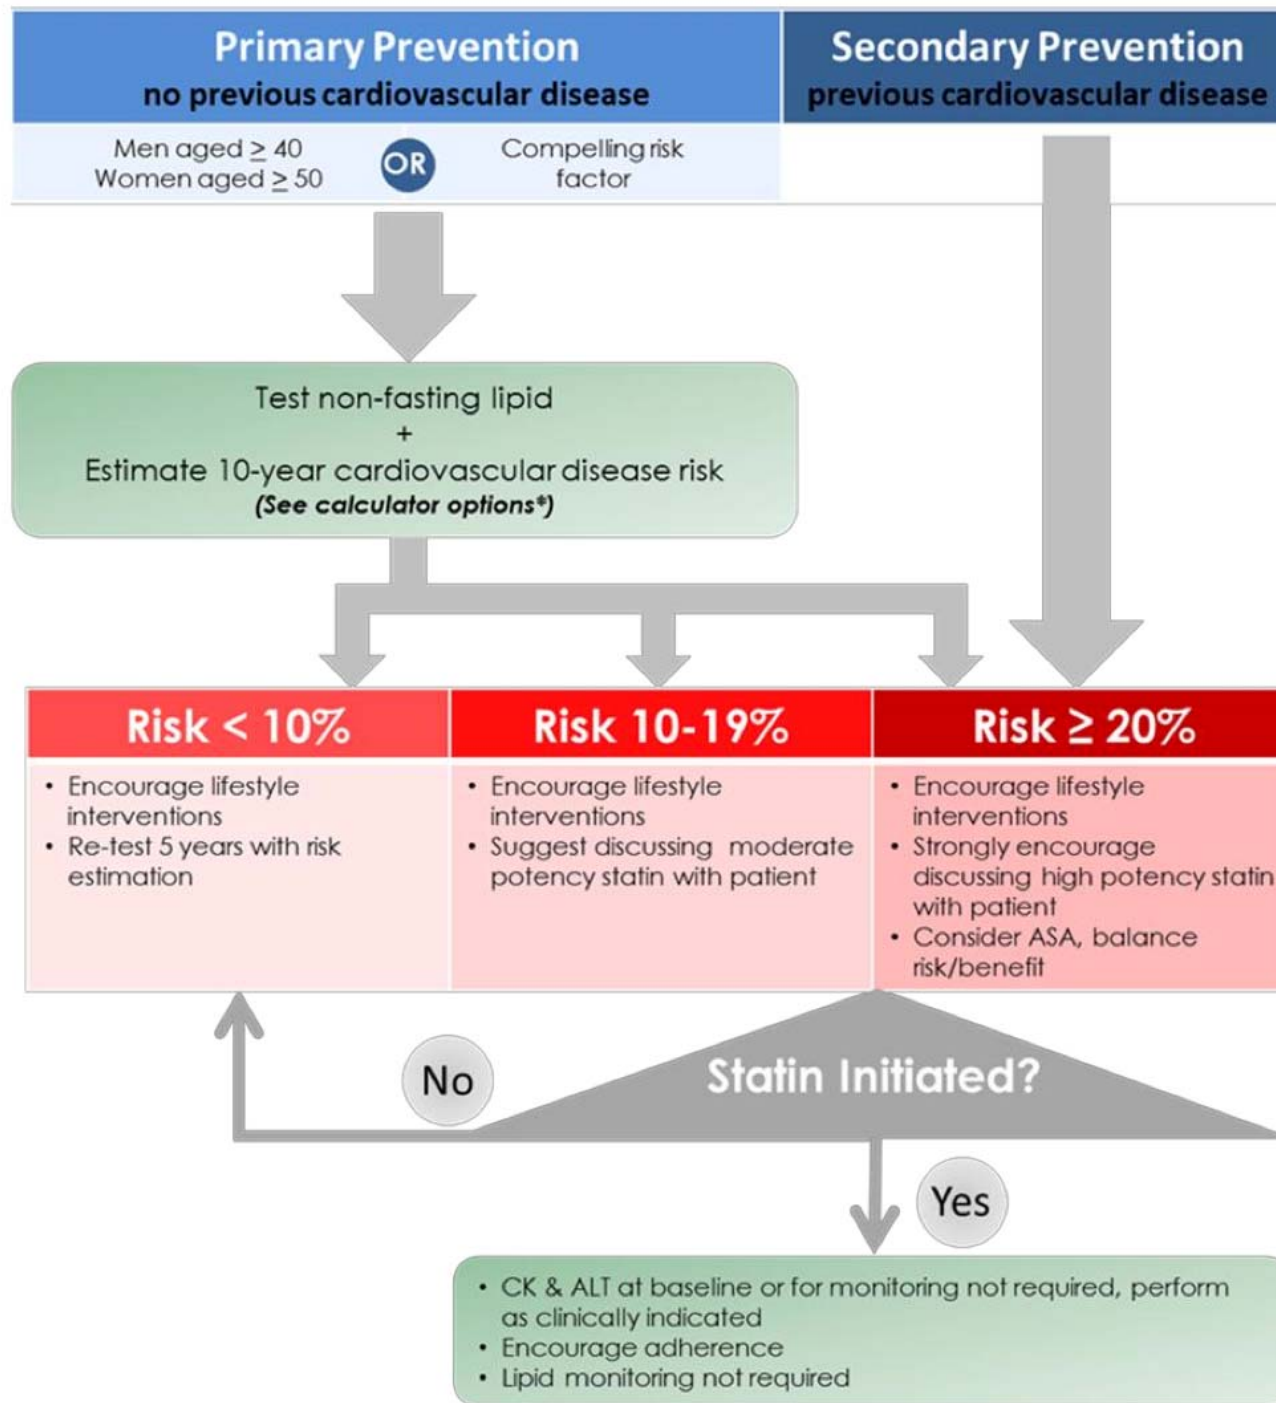 Primary Prevention
no previous cardiovascular disease
Secondary Prevention
previous cardiovascular disease
Men aged ≥ 40
Women aged ≥ 50
OR
Compelling risk
factor
Test non-fasting lipid
+
Estimate 10-year cardiovascular disease risk
(See calculator options*)
Risk < 10%
• Encourage lifestyle
interventions
• Re-test 5 years with risk
estimation
Risk 10-19%
• Encourage lifestyle
interventions
• Suggest discussing moderate
potency statin with patient
Risk ≥ 20%
• Encourage lifestyle
interventions
• Strongly encourage
discussing high potency statin
with patient
• Consider ASA, balance
risk/benefit
Statin Initiated?
No
Yes
• CK & ALT at baseline or for monitoring not required, perform
as clinically indicated
• Encourage adherence
• Lipid monitoring not required